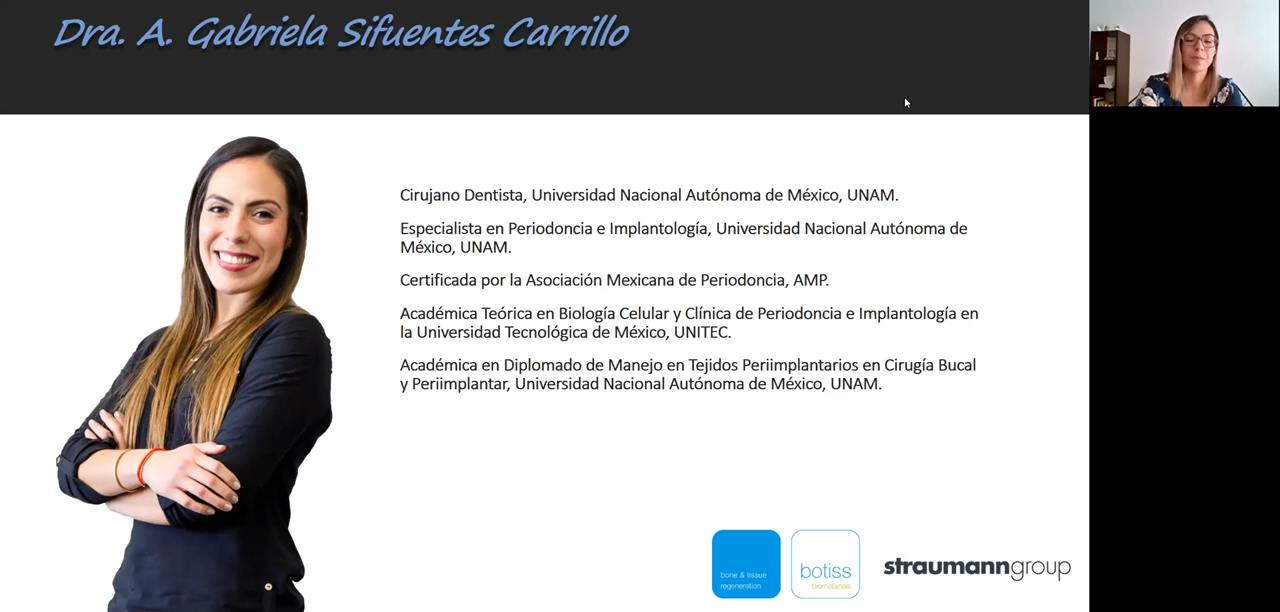 Dra. A. Gabriela Sifuentes Carrillo
Cirujano Dentista, Universidad Nacional Autónoma de México, UNAM.
Especialista en Periodoncia e Implantología, Universidad Nacional Autónoma de
México, UNAM.
Certificada por la Asociación Mexicana de Periodoncia, AMP.
Académica Teórica en Biología Celular y Clínica de Periodoncia e Implantología en
la Universidad Tecnológica de México, UNITEC.
Académica en Diplomado de Manejo en Tejidos Periimplantarios en Cirugía Bucal
y Periimplantar, Universidad Nacional Autónoma de México, UNAM.
bone & tissue
regeneration
botiss
biomaterials
straumanngroup